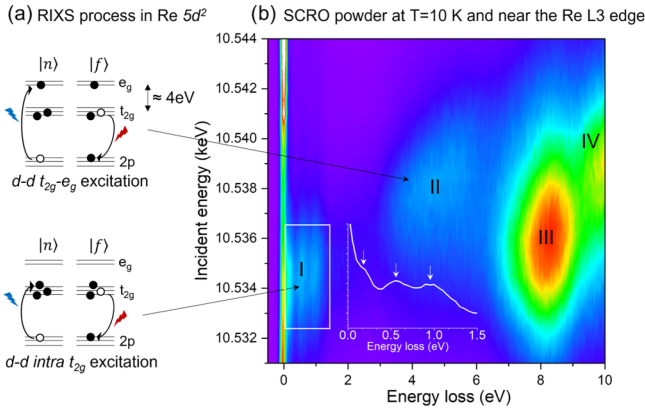 (a) RIXS process in Re 5d²
|n⟩ |f⟩
e_g
≈ 4eV
t_2g
2p
d-d t_2g-e_g excitation
|n⟩ |f⟩
e_g
t_2g
2p
d-d intra t_2g excitation
(b) SCRO powder at T=10 K and near the Re L3 edge
Incident energy (keV)
10.544
10.542
10.540
10.538
10.536
10.534
10.532
I
II
III
IV
0.0 0.5 1.0 1.5
Energy loss (eV)
0 2 4 6 8 10
Energy loss (eV)